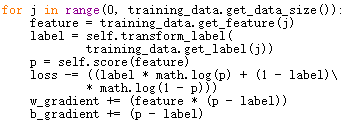 for j in range(0, training_data.get_data_size()):
    feature = training_data.get_feature(j)
    label = self.transform_label(
            training_data.get_label(j))
    p = self.score(feature)
    loss -= ((label * math.log(p) + (1 - label)\
            * math.log(1 - p)))
    w_gradient += (feature * (p - label))
    b_gradient += (p - label)